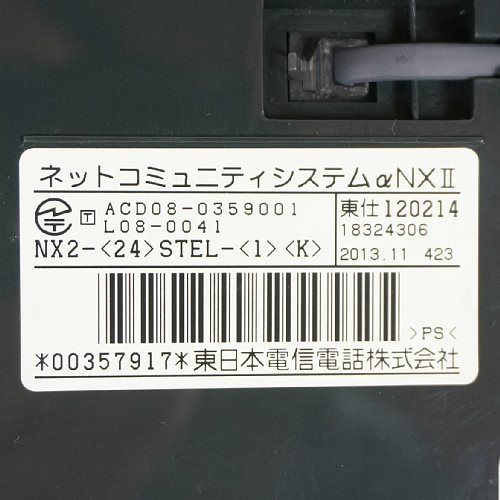 ネットコミュニティシステムαNXⅡ
T ACD08-0359001
L08-0041
NX2-<24>STEL-<1><K>
東仕120214
18324306
2013.11 423
>PS<
*00357917*東日本電信電話株式会社